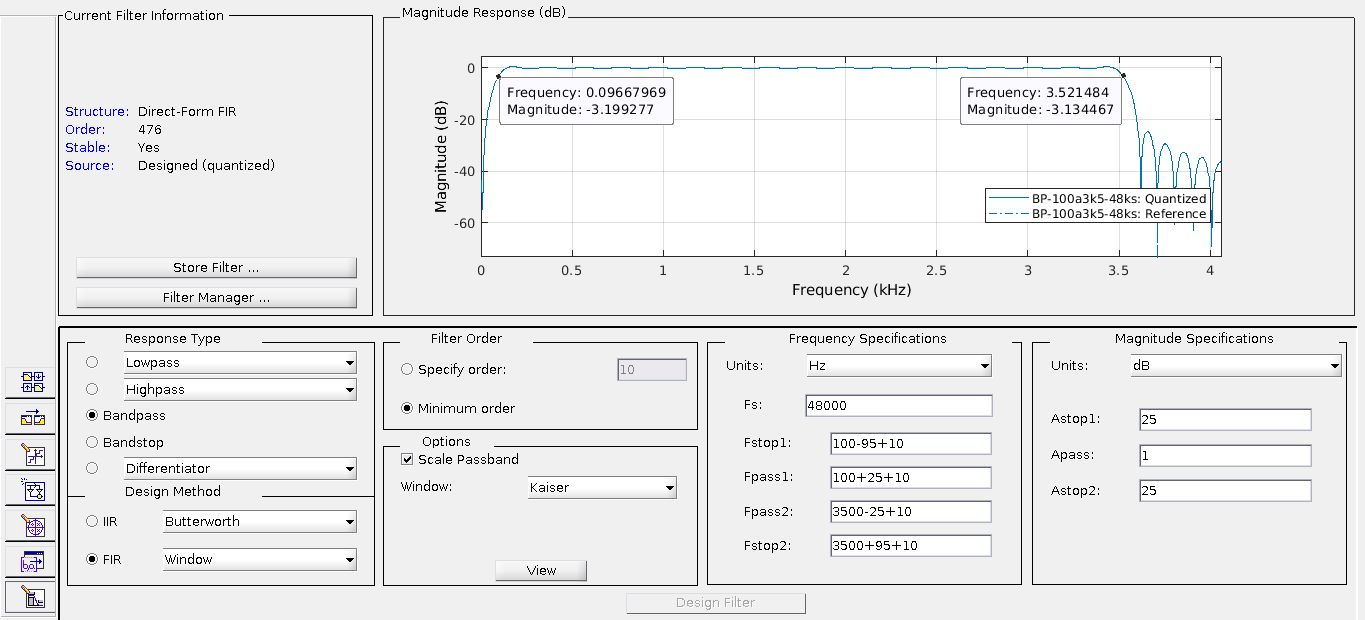 Current Filter Information
Structure: Direct-Form FIR
Order: 476
Stable: Yes
Source: Designed (quantized)
Store Filter ...
Filter Manager ...
Magnitude Response (dB)
Magnitude (dB)
0
-20
-40
-60
Frequency: 0.09667969
Magnitude: -3.199277
Frequency: 3.521484
Magnitude: -3.134467
BP-100a3k5-48ks: Quantized
BP-100a3k5-48ks: Reference
0 0.5 1 1.5 2 2.5 3 3.5 4
Frequency (kHz)
Response Type
Lowpass
Highpass
Bandpass
Bandstop
Differentiator
Design Method
IIR Butterworth
FIR Window
Filter Order
Specify order: 10
Minimum order
Options
Scale Passband
Window: Kaiser
View
Frequency Specifications
Units: Hz
Fs: 48000
Fstop1: 100-95+10
Fpass1: 100+25+10
Fpass2: 3500-25+10
Fstop2: 3500+95+10
Magnitude Specifications
Units: dB
Astop1: 25
Apass: 1
Astop2: 25
Design Filter